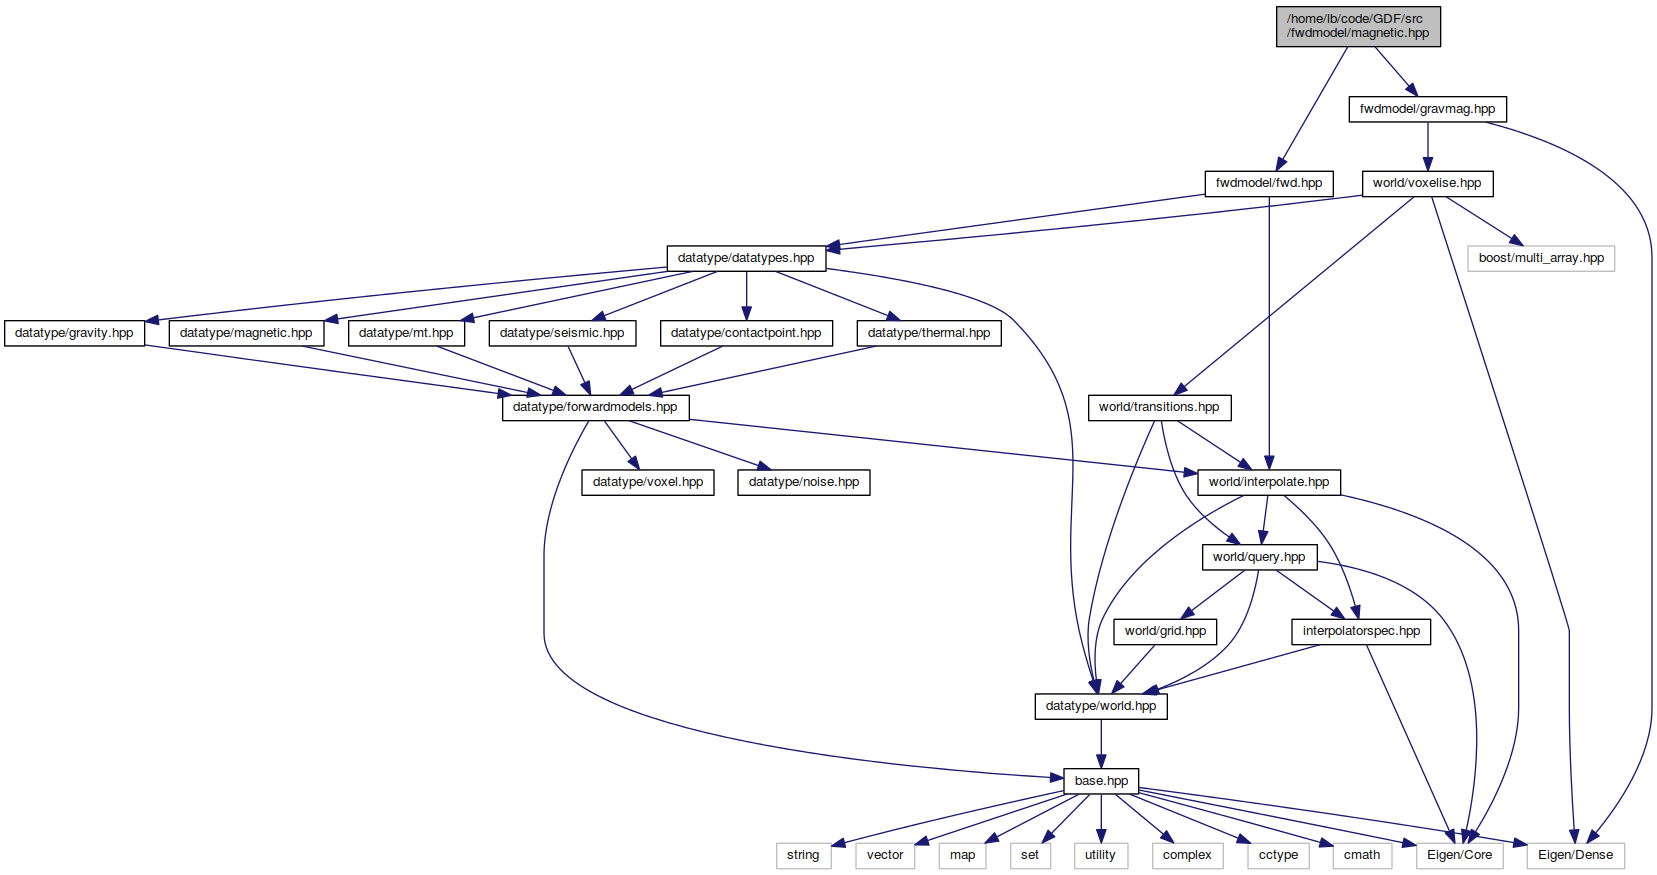 /home/lb/code/GDF/src
/fwdmodel/magnetic.hpp
fwdmodel/gravmag.hpp
fwdmodel/fwd.hpp
world/voxelise.hpp
datatype/datatypes.hpp
boost/multi_array.hpp
datatype/gravity.hpp
datatype/magnetic.hpp
datatype/mt.hpp
datatype/seismic.hpp
datatype/contactpoint.hpp
datatype/thermal.hpp
datatype/forwardmodels.hpp
world/transitions.hpp
datatype/voxel.hpp
datatype/noise.hpp
world/interpolate.hpp
world/query.hpp
world/grid.hpp
interpolatorspec.hpp
datatype/world.hpp
base.hpp
string
vector
map
set
utility
complex
cctype
cmath
Eigen/Core
Eigen/Dense